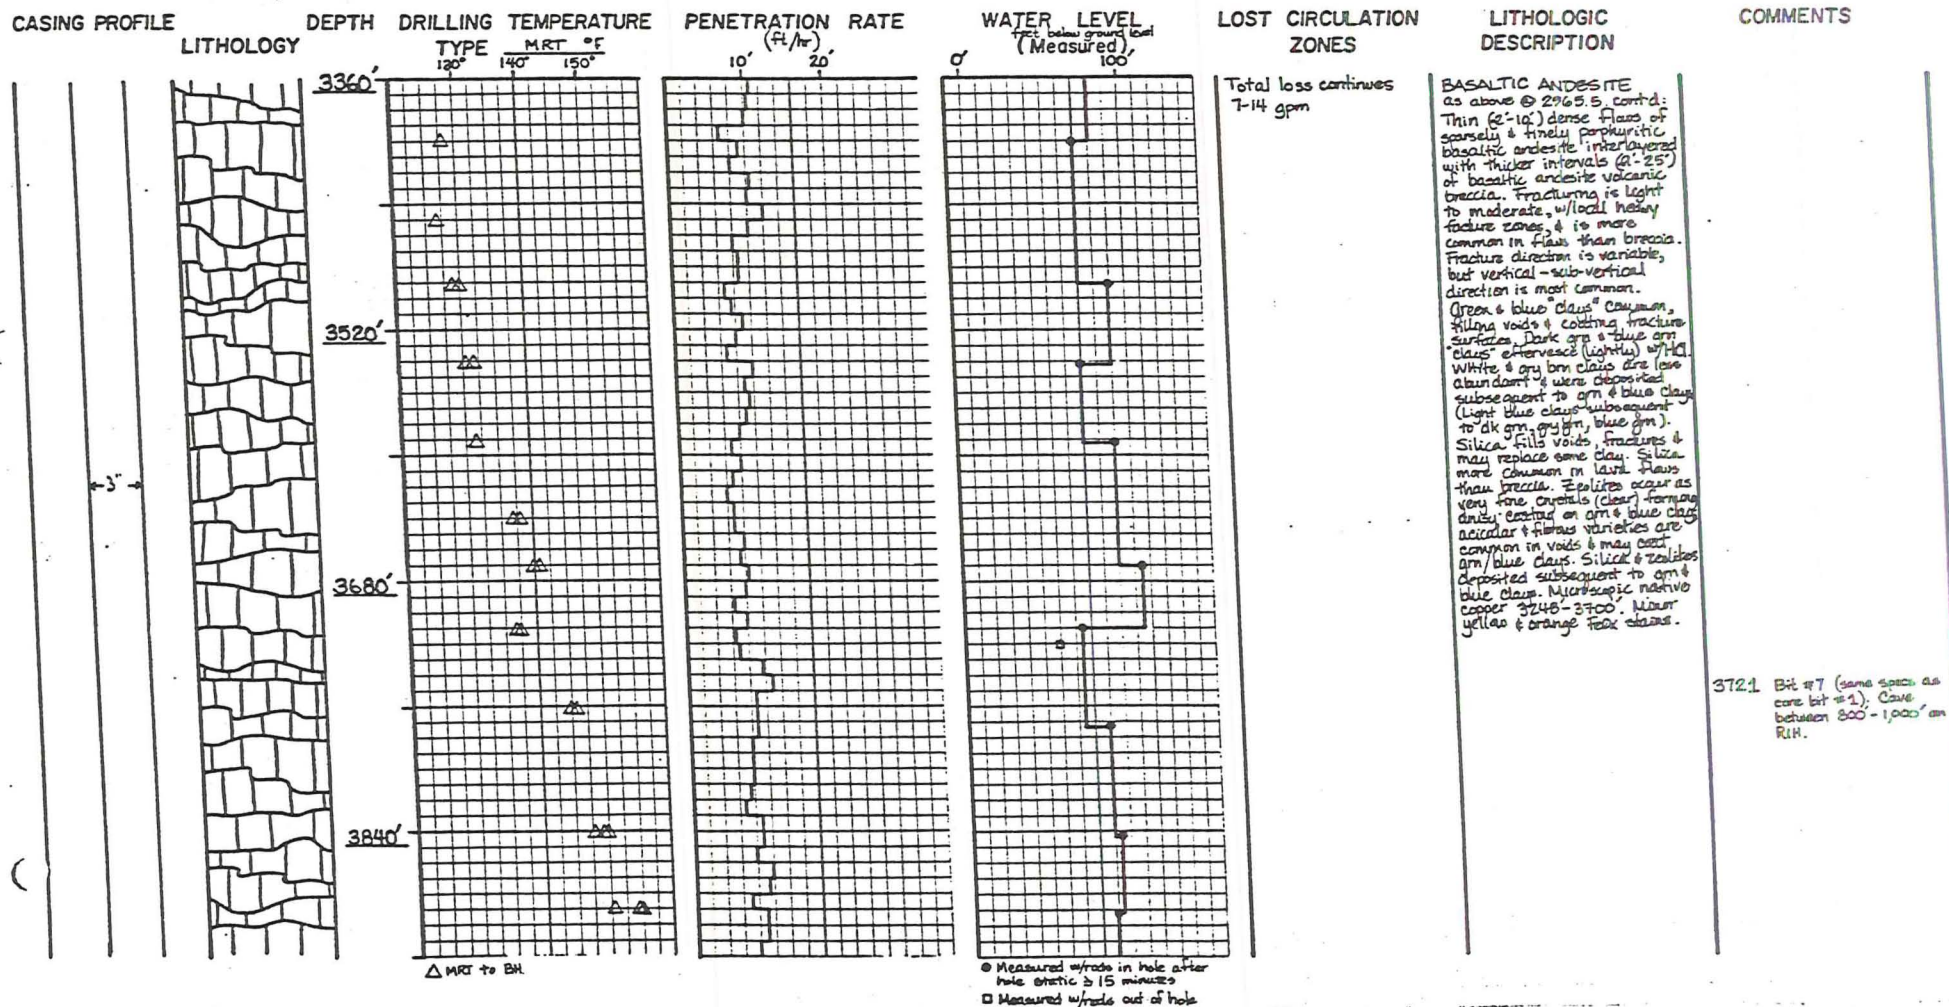 CASING PROFILE
LITHOLOGY
DEPTH
DRILLING TEMPERATURE
TYPE MRT °F
130° 140° 150°
PENETRATION RATE
(ft/hr)
10' 20'
WATER LEVEL
feet below ground level
(Measured)
0' 100'
LOST CIRCULATION
ZONES
LITHOLOGIC
DESCRIPTION
COMMENTS
3360'
3520'
3680'
3840'
3"
Total loss continues
7-14 gpm
BASALTIC ANDESITE
as above @ 2965.5, cont'd:
Thin (2'-10') dense flows of
sparsely & finely porphyritic
basaltic andesite interlayered
with thicker intervals (2'-25')
of basaltic andesite volcanic
breccia. Fracturing is light
to moderate, w/local heavy
facture zones, & is more
common in flows than breccia.
Fracture direction is variable,
but vertical-sub-vertical
direction is most common.
Green & blue "clays" common,
filling voids & coating fracture
surfaces. Dark grn & blue grn
"clays" effervesce (lightly) w/HCl.
White & gry brn clays are less
abundant & were deposited
subsequent to grn & blue clays
(Light blue clays subsequent
to dk grn, gry grn, blue grn).
Silica fills voids, fractures &
may replace some clay. Silica
more common in lava flows
than breccia. Zeolites occur as
very fine crystals (clear) forming
drusy coating on grn & blue clays
acicular & fibrous varieties are
common in voids & may coat
grn/blue clays. Silica & zeolites
deposited subsequent to grn &
blue clays. Microscopic native
copper 3248'-3700'. Minor
yellow & orange FeOx stains.
3721 Bit #7 (same specs as
core bit #1). Cave
between 800'-1,000' on
RIH.
△ MRT to BH
● Measured w/rods in hole after
hole static ≥ 15 minutes
□ Measured w/rods out of hole